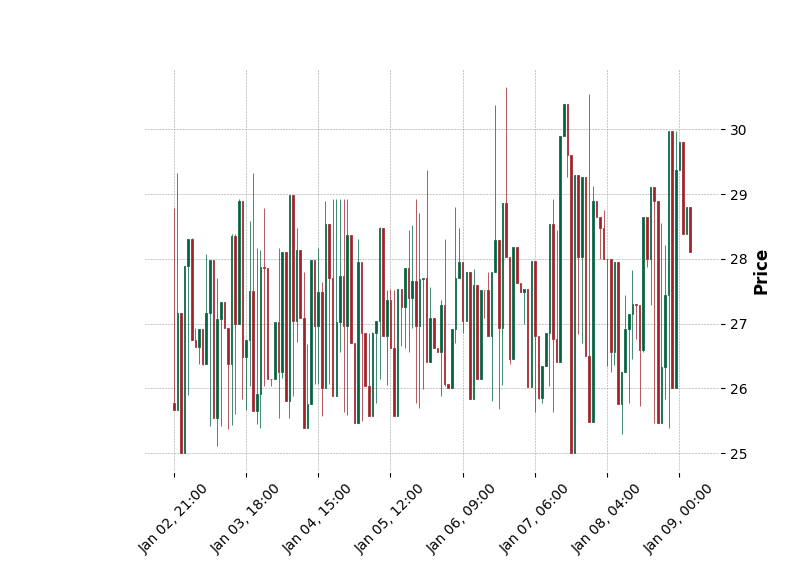 30
29
28
27
26
25
Price
Jan 02, 21:00
Jan 03, 18:00
Jan 04, 15:00
Jan 05, 12:00
Jan 06, 09:00
Jan 07, 06:00
Jan 08, 04:00
Jan 09, 00:00